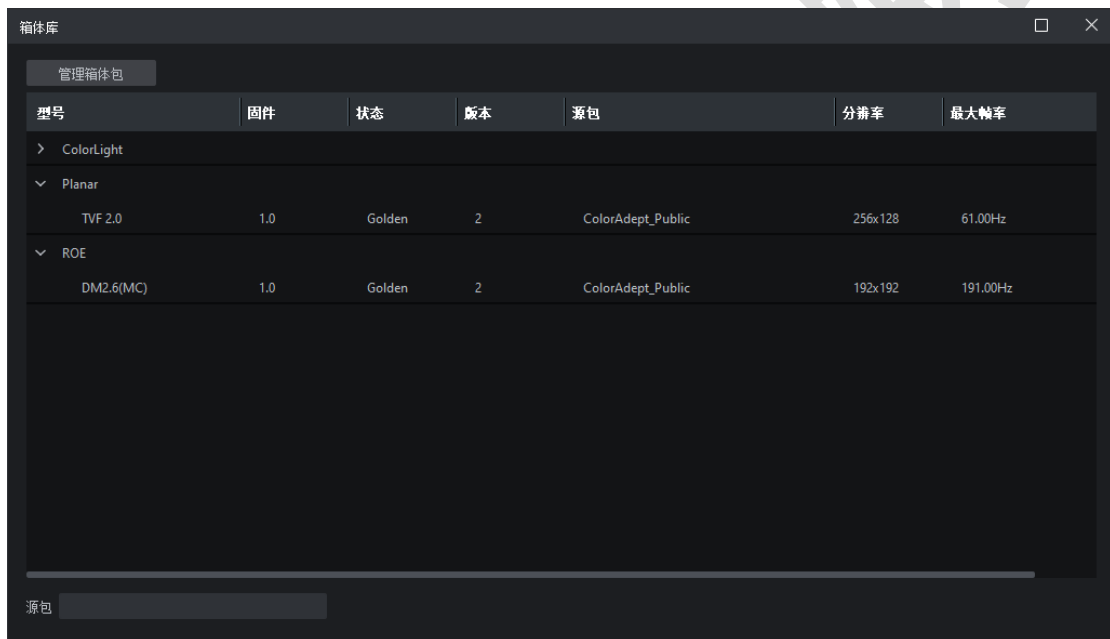 箱体库
管理箱体包
型号 固件 状态 版本 源包 分辨率 最大帧率
ColorLight
Planar
TVF 2.0 1.0 Golden 2 ColorAdept_Public 256x128 61.00Hz
ROE
DM2.6(MC) 1.0 Golden 2 ColorAdept_Public 192x192 191.00Hz
源包